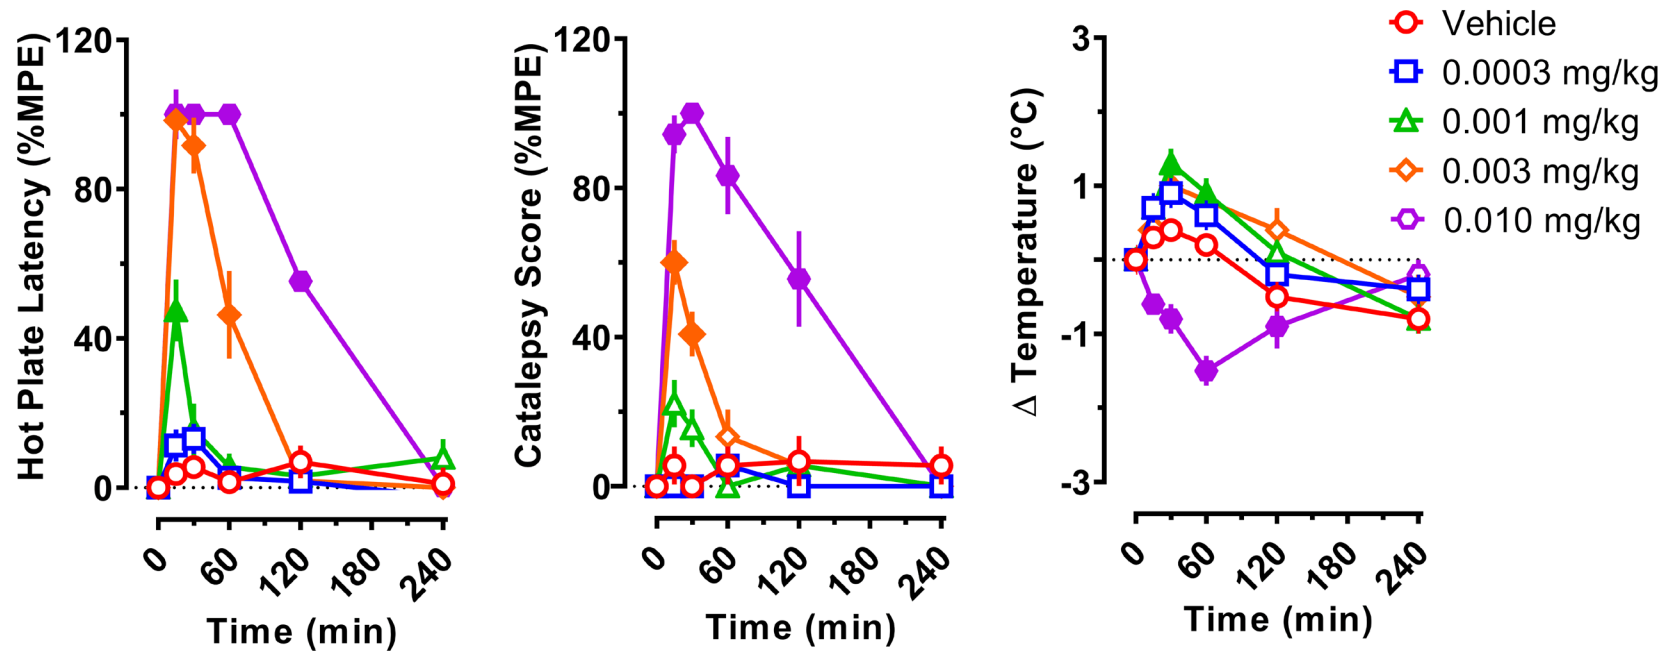 Hot Plate Latency (%MPE)
120
80
40
0
0
60
120
180
240
Time (min)
Catalepsy Score (%MPE)
120
80
40
0
0
60
120
180
240
Time (min)
Δ Temperature (°C)
3
1
-1
-3
0
60
120
180
240
Time (min)
Vehicle
0.0003 mg/kg
0.001 mg/kg
0.003 mg/kg
0.010 mg/kg